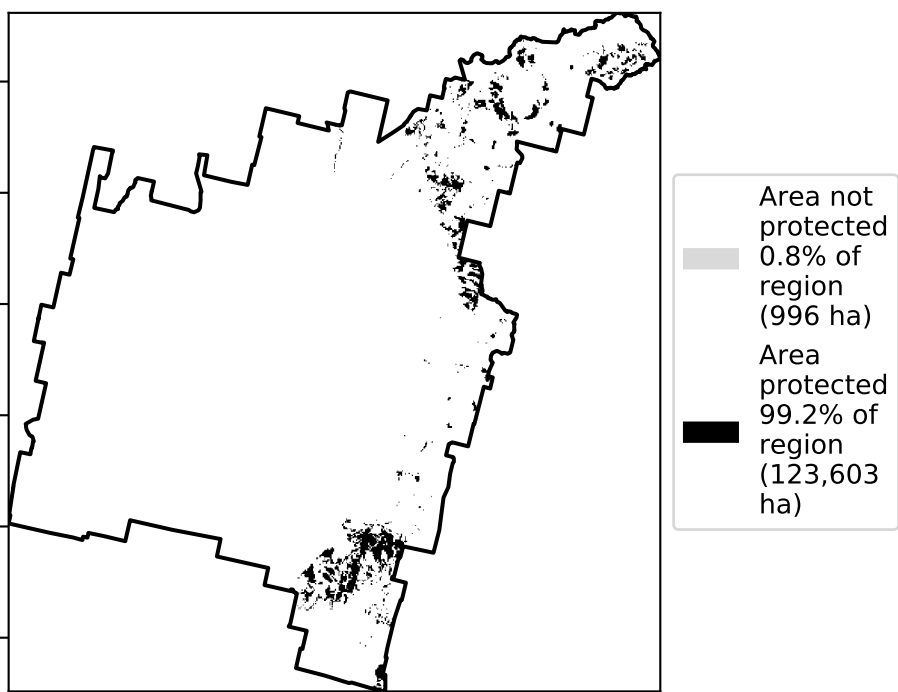 Area not
protected
0.8% of
region
(996 ha)
Area
protected
99.2% of
region
(123,603
ha)